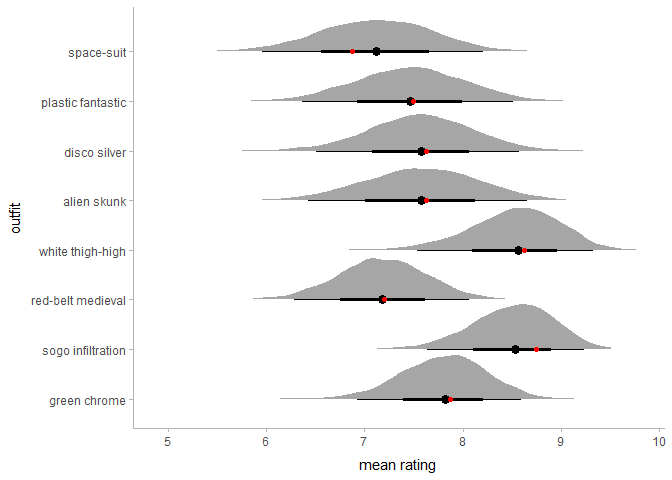 space-suit
plastic fantastic
disco silver
alien skunk
white thigh-high
red-belt medieval
sogo infiltration
green chrome
outfit
5 6 7 8 9 10
mean rating